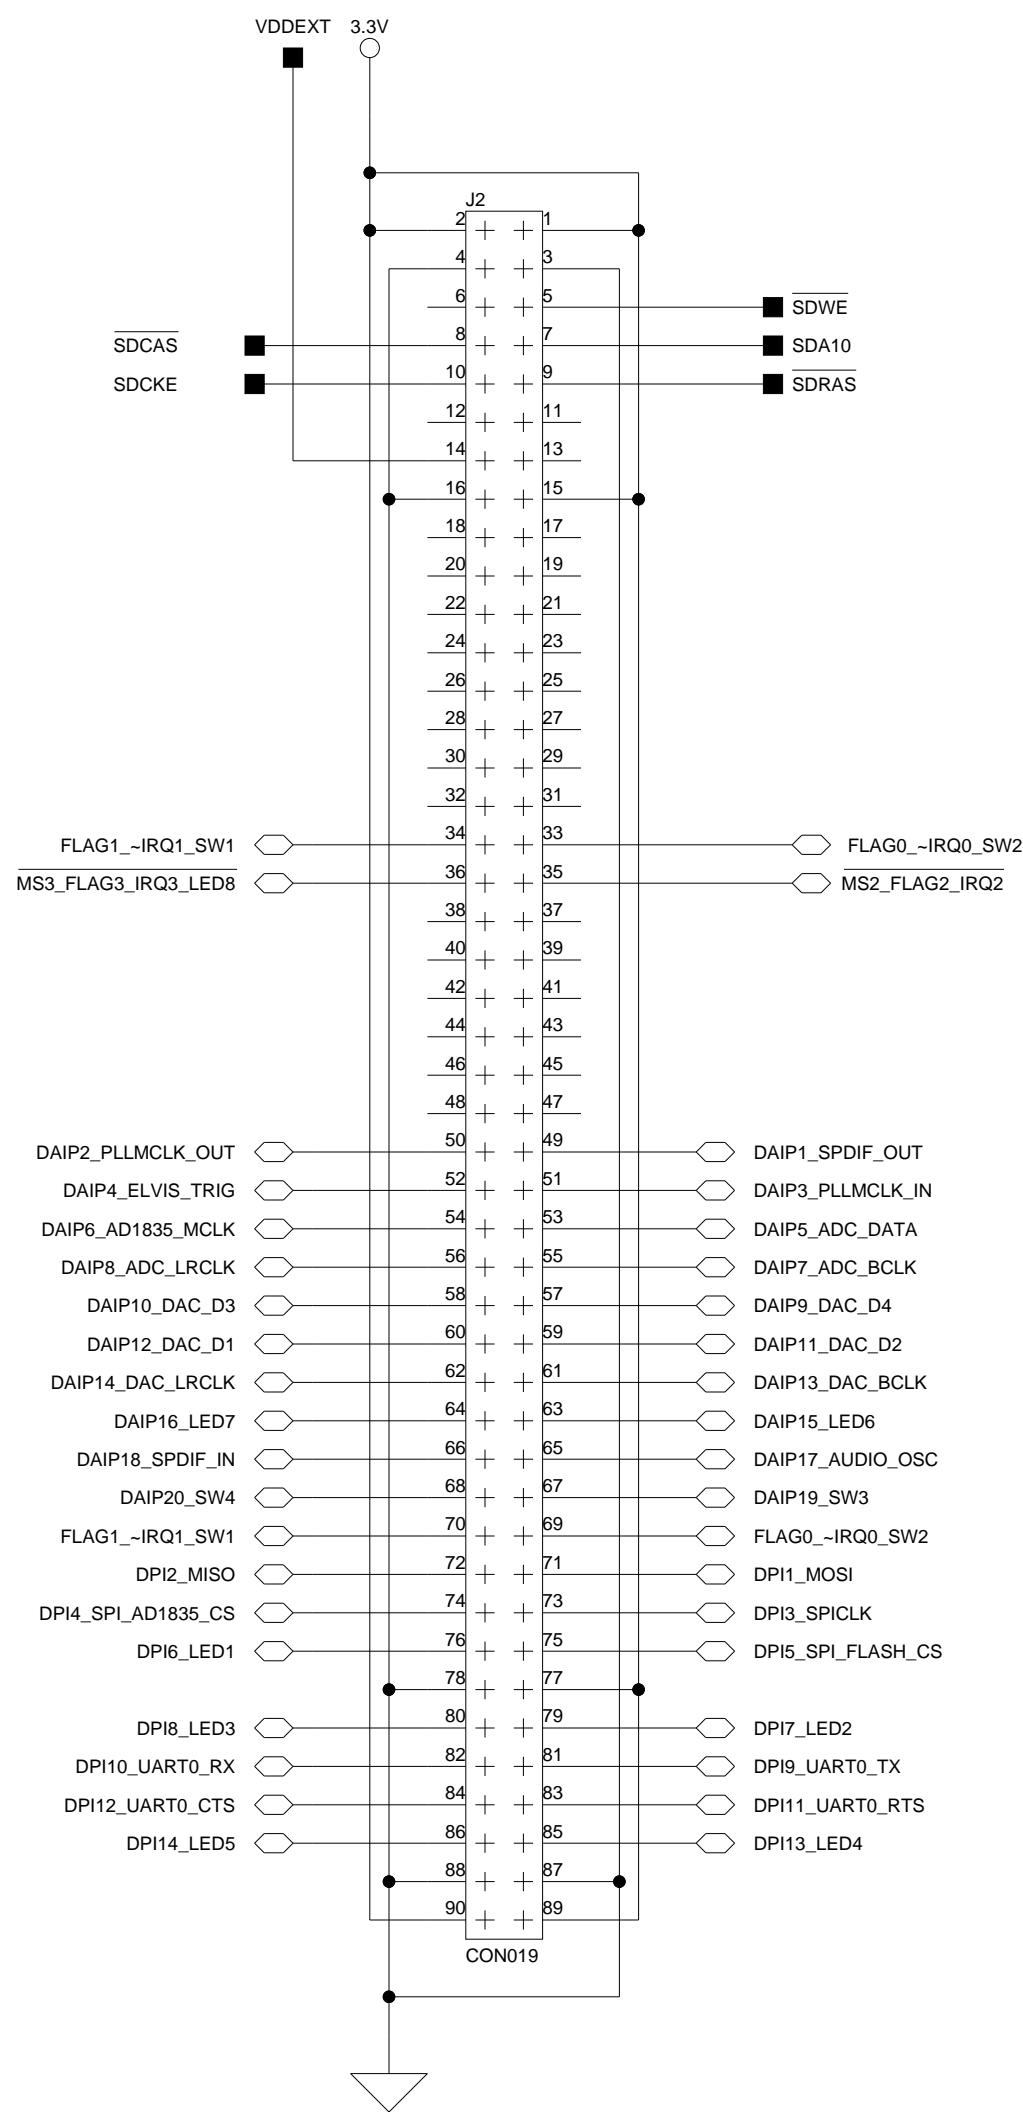 VDDEXT 3.3V
J2
2 1
4 3
6 5 SDWE
SDCAS 8 7 SDA10
SDCKE 10 9 SDRAS
12 11
14 13
16 15
18 17
20 19
22 21
24 23
26 25
28 27
30 29
32 31
FLAG1_~IRQ1_SW1 34 33 FLAG0_~IRQ0_SW2
MS3_FLAG3_IRQ3_LED8 36 35 MS2_FLAG2_IRQ2
38 37
40 39
42 41
44 43
46 45
48 47
DAIP2_PLLMCLK_OUT 50 49 DAIP1_SPDIF_OUT
DAIP4_ELVIS_TRIG 52 51 DAIP3_PLLMCLK_IN
DAIP6_AD1835_MCLK 54 53 DAIP5_ADC_DATA
DAIP8_ADC_LRCLK 56 55 DAIP7_ADC_BCLK
DAIP10_DAC_D3 58 57 DAIP9_DAC_D4
DAIP12_DAC_D1 60 59 DAIP11_DAC_D2
DAIP14_DAC_LRCLK 62 61 DAIP13_DAC_BCLK
DAIP16_LED7 64 63 DAIP15_LED6
DAIP18_SPDIF_IN 66 65 DAIP17_AUDIO_OSC
DAIP20_SW4 68 67 DAIP19_SW3
FLAG1_~IRQ1_SW1 70 69 FLAG0_~IRQ0_SW2
DPI2_MISO 72 71 DPI1_MOSI
DPI4_SPI_AD1835_CS 74 73 DPI3_SPICLK
DPI6_LED1 76 75 DPI5_SPI_FLASH_CS
78 77
DPI8_LED3 80 79 DPI7_LED2
DPI10_UART0_RX 82 81 DPI9_UART0_TX
DPI12_UART0_CTS 84 83 DPI11_UART0_RTS
DPI14_LED5 86 85 DPI13_LED4
88 87
90 89
CON019